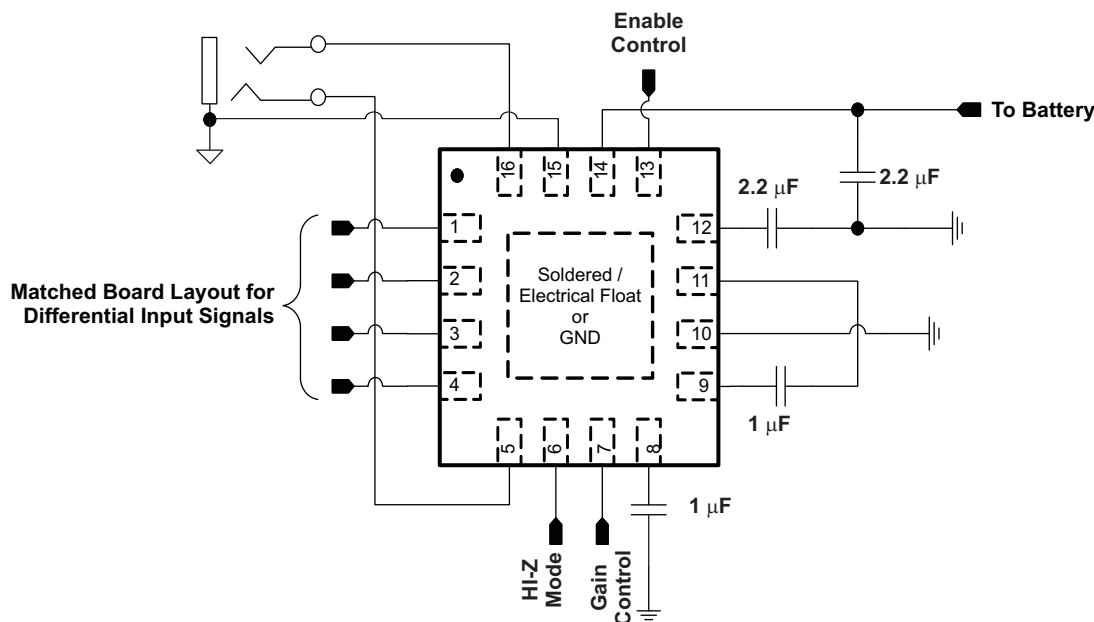 Enable
Control
To Battery
2.2 µF
2.2 µF
16
15
14
13
1
2
3
4
12
11
10
9
Matched Board Layout for
Differential Input Signals
Soldered /
Electrical Float
or
GND
1 µF
5
6
7
8
1 µF
HI-Z
Mode
Gain
Control